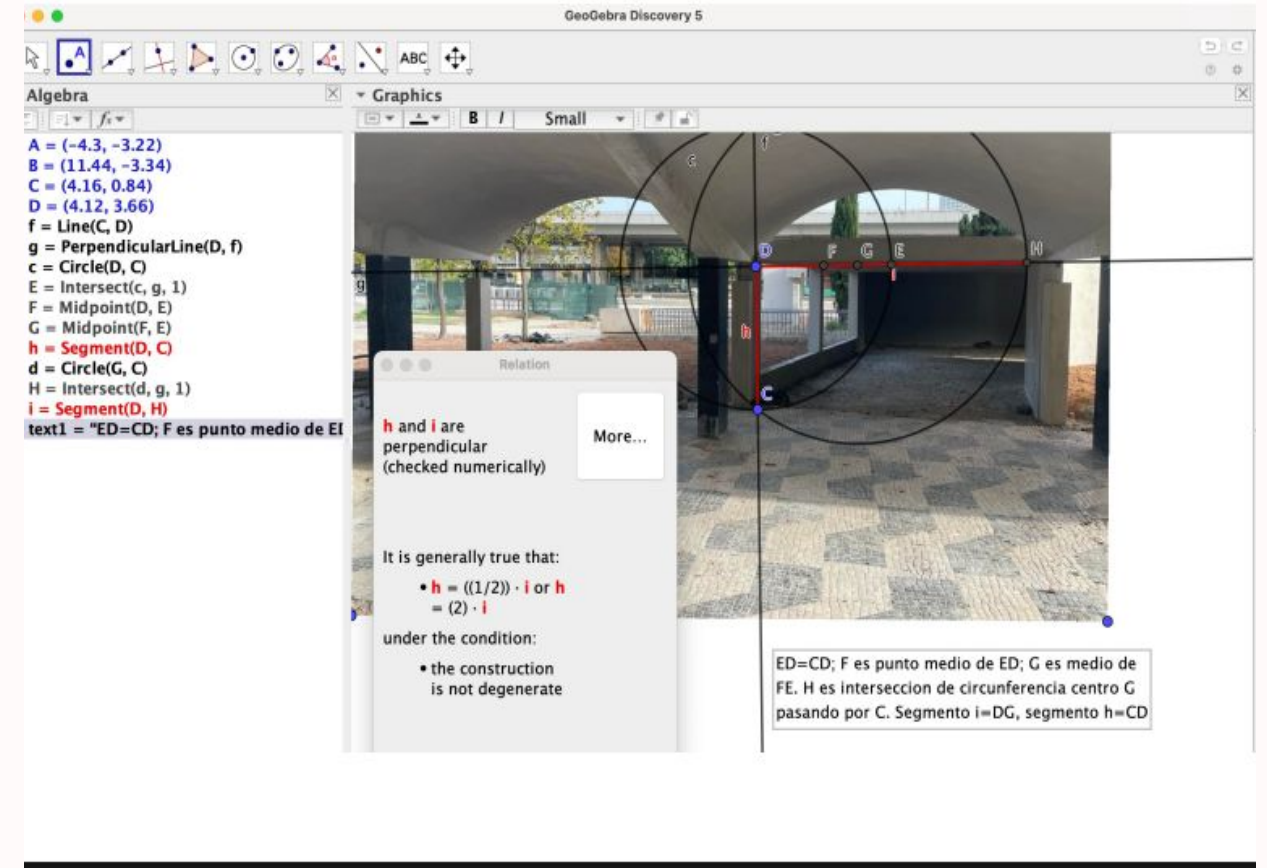 GeoGebra Discovery 5
ABC
Algebra
Graphics
B I Small
A = (-4.3, -3.22)
B = (11.44, -3.34)
C = (4.16, 0.84)
D = (4.12, 3.66)
f = Line(C, D)
g = PerpendicularLine(D, f)
c = Circle(D, C)
E = Intersect(c, g, 1)
F = Midpoint(D, E)
G = Midpoint(F, E)
h = Segment(D, C)
d = Circle(G, C)
H = Intersect(d, g, 1)
i = Segment(D, H)
text1 = "ED=CD; F es punto medio de EI
c
f
D F G E H
g
i
h
C
Relation
h and i are
perpendicular
(checked numerically)
More...
It is generally true that:
• h = ((1/2)) · i or h
= (2) · i
under the condition:
• the construction
is not degenerate
ED=CD; F es punto medio de ED; G es medio de
FE. H es interseccion de circunferencia centro G
pasando por C. Segmento i=DG, segmento h=CD